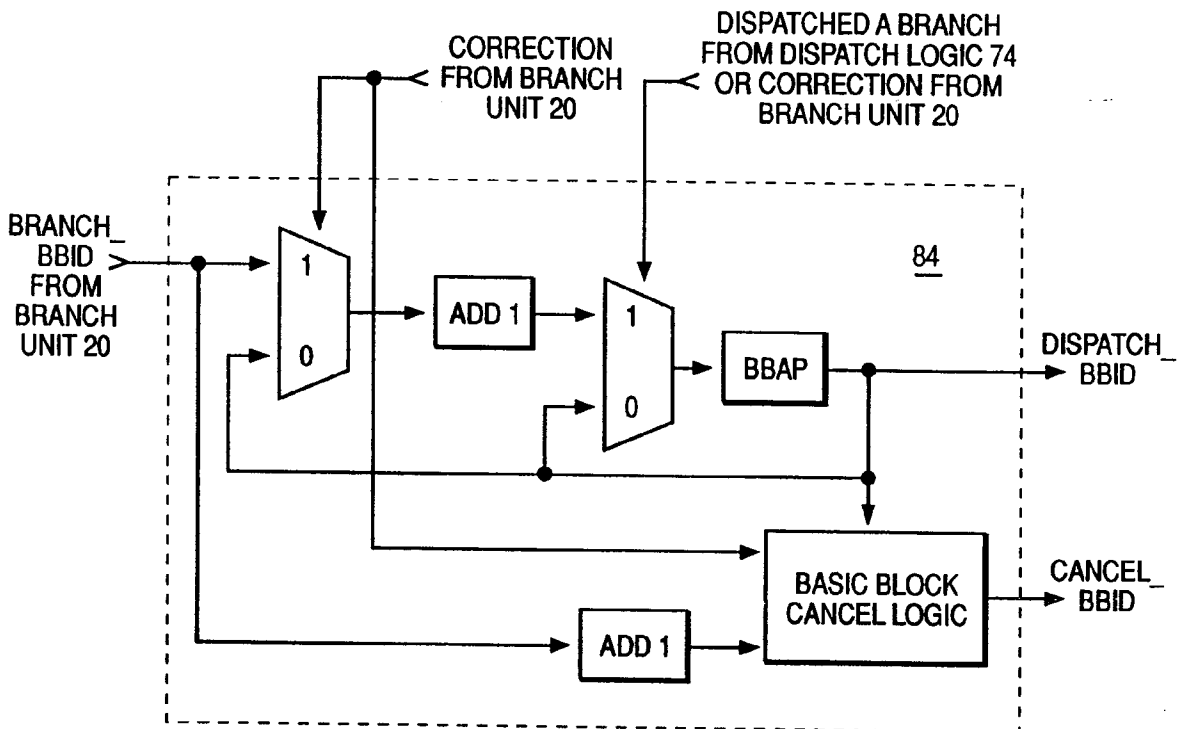 CORRECTION
FROM BRANCH
UNIT 20
DISPATCHED A BRANCH
FROM DISPATCH LOGIC 74
OR CORRECTION FROM
BRANCH UNIT 20
BRANCH_
BBID
FROM
BRANCH
UNIT 20
1
0
ADD 1
1
0
BBAP
84
DISPATCH_
BBID
BASIC BLOCK
CANCEL LOGIC
CANCEL_
BBID
ADD 1